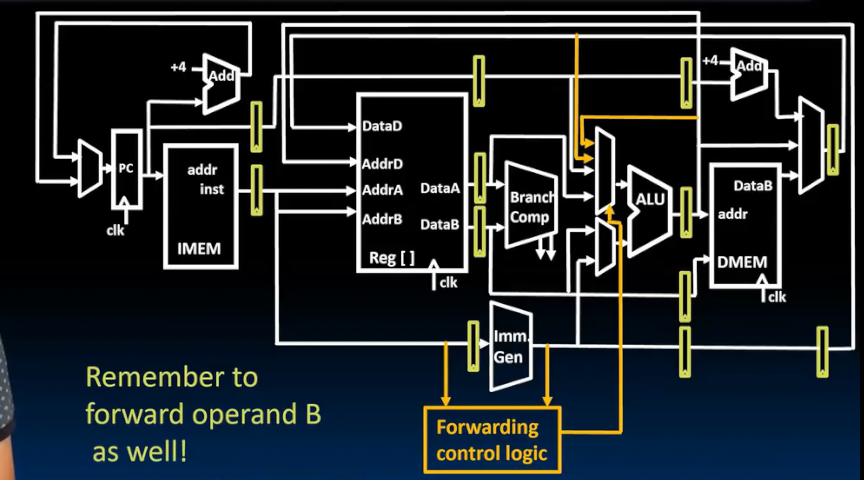 +4
Add
+4
Add
DataD
PC
addr
inst
AddrD
AddrA
DataA
AddrB
DataB
Branch
Comp
ALU
DataB
addr
clk
IMEM
Reg [ ]
DMEM
clk
clk
Imm.
Gen
Remember to
forward operand B
as well!
Forwarding
control logic